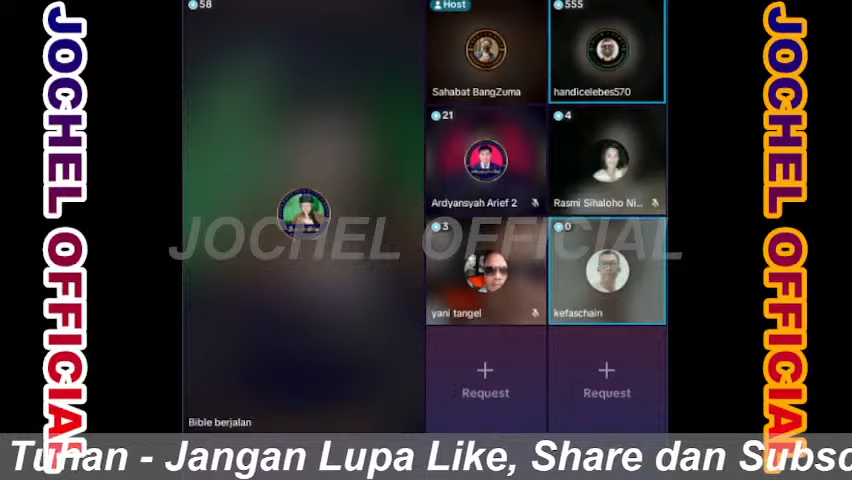 JOCHEL OFFICIAL
58
Host
Sahabat BangZuma
555
handicelebes570
21
Ardyansyah Arief 2
4
Rasmi Sihaloho Ni...
3
yani tangel
0
kefaschain
Request
Request
Bible berjalan
JOCHEL OFFICIAL
JOCHEL OFFICIAL
Tuhan - Jangan Lupa Like, Share dan Subsc